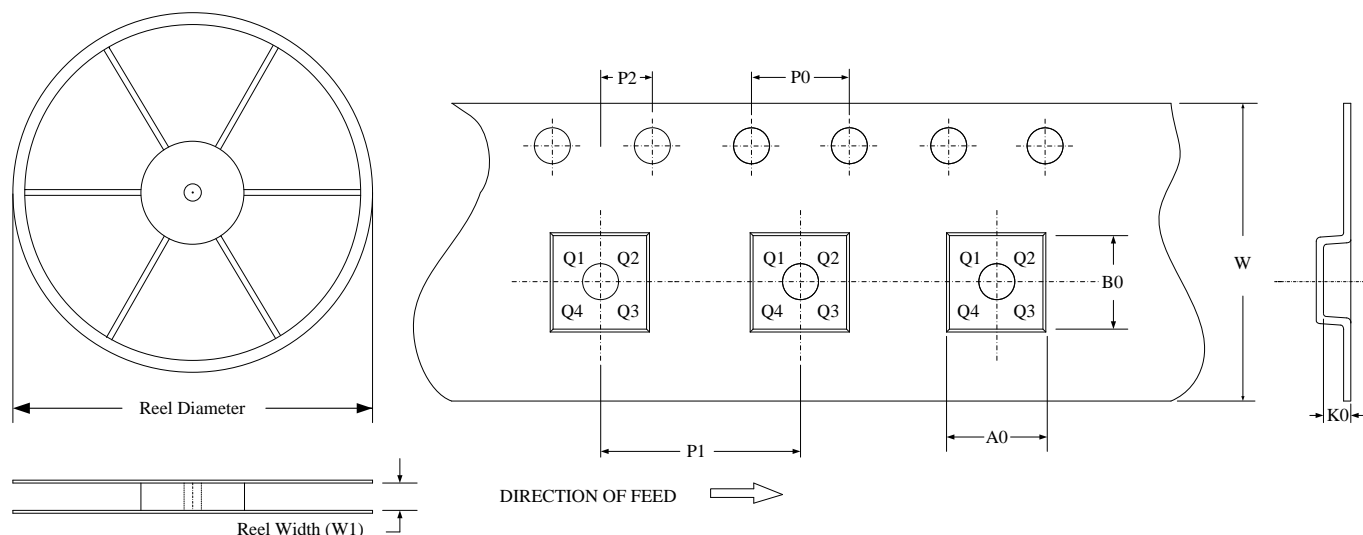 P2
P0
Q1 Q2
Q4 Q3
Q1 Q2
Q4 Q3
Q1 Q2
Q4 Q3
B0
W
K0
A0
P1
Reel Diameter
Reel Width (W1)
DIRECTION OF FEED